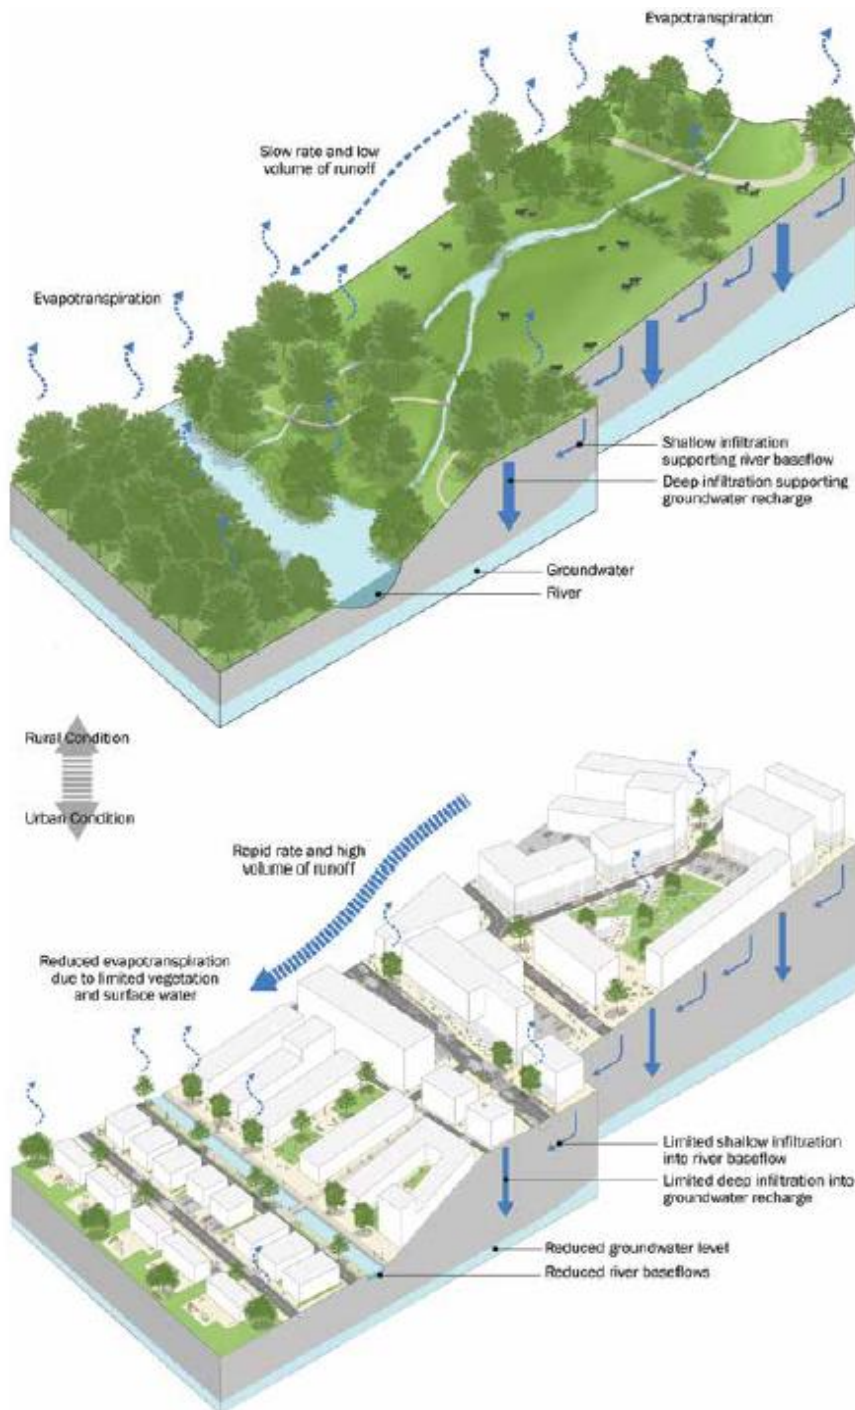 Evapotranspiration
Slow rate and low
volume of runoff
Evapotranspiration
Shallow infiltration
supporting river baseflow
Deep infiltration supporting
groundwater recharge
Groundwater
River
Rural Condition
Urban Condition
Rapid rate and high
volume of runoff
Reduced evapotranspiration
due to limited vegetation
and surface water
Limited shallow infiltration
into river baseflow
Limited deep infiltration into
groundwater recharge
Reduced groundwater level
Reduced river baseflows